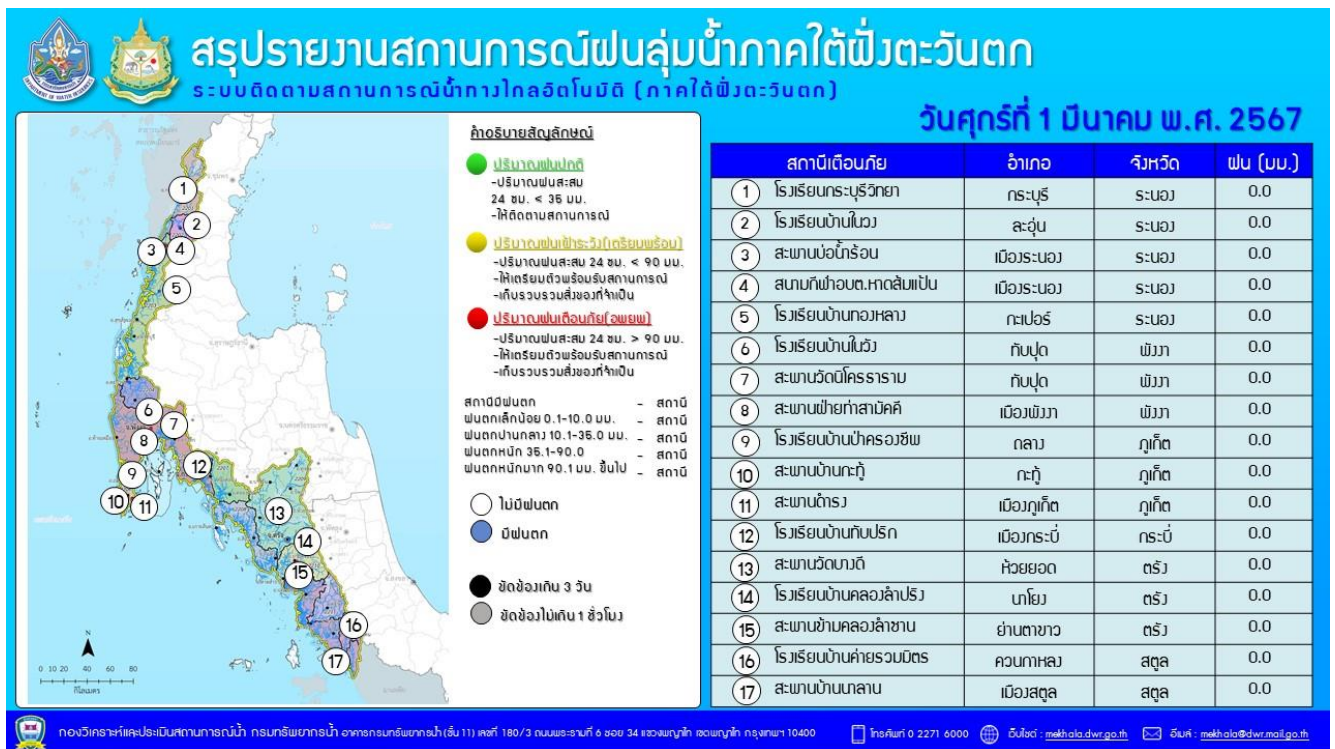 สรุปรายงานสถานการณ์ฝนลุ่มน้ำภาคใต้ฝั่งตะวันตก
ระบบติดตามสถานการณ์น้ำทางไกลอัตโนมัติ (ภาคใต้ฝั่งตะวันตก)
วันศุกร์ที่ 1 มีนาคม พ.ศ. 2567
คำอธิบายสัญลักษณ์
ปริมาณฝนปกติ
-ปริมาณฝนสะสม
24 ชม. < 35 มม.
-ให้ติดตามสถานการณ์
ปริมาณฝนเฝ้าระวัง(เตรียมพร้อม)
-ปริมาณฝนสะสม 24 ชม. < 90 มม.
-ให้เตรียมตัวพร้อมรับสถานการณ์
-เก็บรวบรวมสิ่งของที่จำเป็น
ปริมาณฝนเตือนภัย(อพยพ)
-ปริมาณฝนสะสม 24 ชม. > 90 มม.
-ให้เตรียมตัวพร้อมรับสถานการณ์
-เก็บรวบรวมสิ่งของที่จำเป็น
สถานีมีฝนตก - สถานี
ฝนตกเล็กน้อย 0.1-10.0 มม. - สถานี
ฝนตกปานกลาง 10.1-35.0 มม. - สถานี
ฝนตกหนัก 35.1-90.0 - สถานี
ฝนตกหนักมาก 90.1 มม. ขึ้นไป - สถานี
ไม่มีฝนตก
มีฝนตก
ขัดข้องเกิน 3 วัน
ขัดข้องไม่เกิน 1 ชั่วโมง
1
2
3 4
5
6
7
8
9
12
10 11
13
14
15
16
17
N
0 10 20 40 60 80
กิโลเมตร
สถานีเตือนภัย อำเภอ จังหวัด ฝน (มม.)
1 โรงเรียนกระบุรีวิทยา กระบุรี ระนอง 0.0
2 โรงเรียนบ้านในวง ละอุ่น ระนอง 0.0
3 สะพานบ่อน้ำร้อน เมืองระนอง ระนอง 0.0
4 สนามกีฬาอบต.หาดส้มแป้น เมืองระนอง ระนอง 0.0
5 โรงเรียนบ้านทองหลาง กะเปอร์ ระนอง 0.0
6 โรงเรียนบ้านในวัง ทับปุด พังงา 0.0
7 สะพานวัดนิโครธาราม ทับปุด พังงา 0.0
8 สะพานฝ่ายท่าสามัคคี เมืองพังงา พังงา 0.0
9 โรงเรียนบ้านป่าครองชีพ ถลาง ภูเก็ต 0.0
10 สะพานบ้านกะทู้ กะทู้ ภูเก็ต 0.0
11 สะพานดำรง เมืองภูเก็ต ภูเก็ต 0.0
12 โรงเรียนบ้านทับปริก เมืองกระบี่ กระบี่ 0.0
13 สะพานวัดบางดี ห้วยยอด ตรัง 0.0
14 โรงเรียนบ้านคลองลำปริง นาโยง ตรัง 0.0
15 สะพานข้ามคลองลำชาน ย่านตาขาว ตรัง 0.0
16 โรงเรียนบ้านค่ายรวมมิตร ควนกาหลง สตูล 0.0
17 สะพานบ้านนาลาน เมืองสตูล สตูล 0.0
กองวิเคราะห์และประเมินสถานการณ์น้ำ กรมทรัพยากรน้ำ อาคารกรมทรัพยากรน้ำ (ชั้น 11) เลขที่ 180/3 ถนนพระรามที่ 6 ซอย 34 แขวงพญาไท เขตพญาไท กรุงเทพฯ 10400 โทรศัพท์ 0 2271 6000 เว็บไซต์ : mekhala.dwr.go.th อีเมล์ : mekhala@dwr.mail.go.th